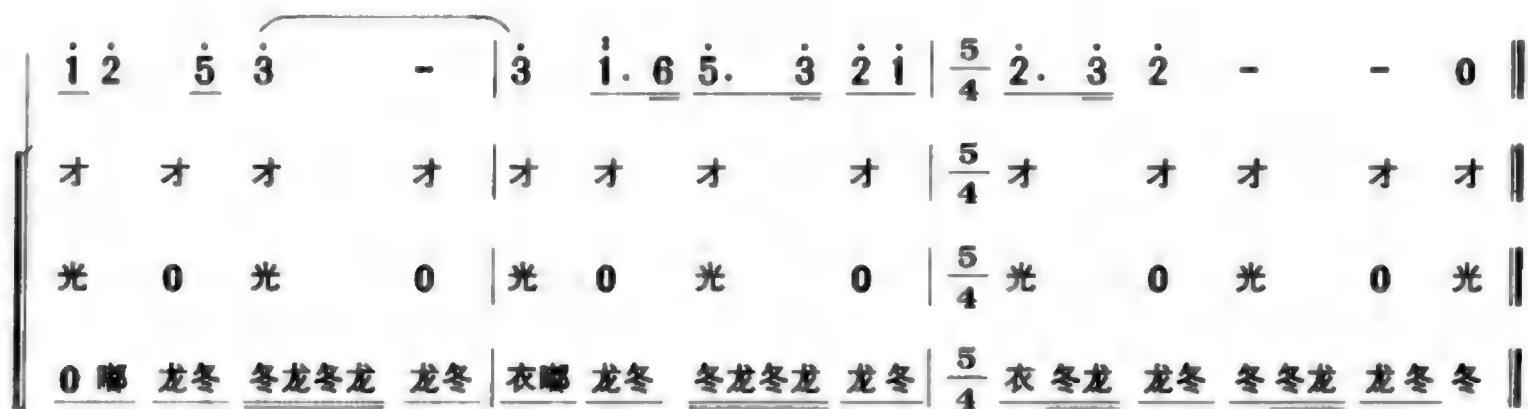 i̇ 2̇ 5̇ 3̇ - | 3̇ i̇. 6 5̇. 3̇ 2̇ i̇ | 5/4 2̇. 3̇ 2̇ - - 0 ‖
才 才 才 才 | 才 才 才 才 | 5/4 才 才 才 才 才 ‖
光 0 光 0 | 光 0 光 0 | 5/4 光 0 光 0 光 ‖
0 嘟 龙冬 冬龙冬龙 龙冬 | 衣嘟 龙冬 冬龙冬龙 龙冬 | 5/4 衣 冬龙 龙冬 冬 冬龙 龙冬 冬 ‖